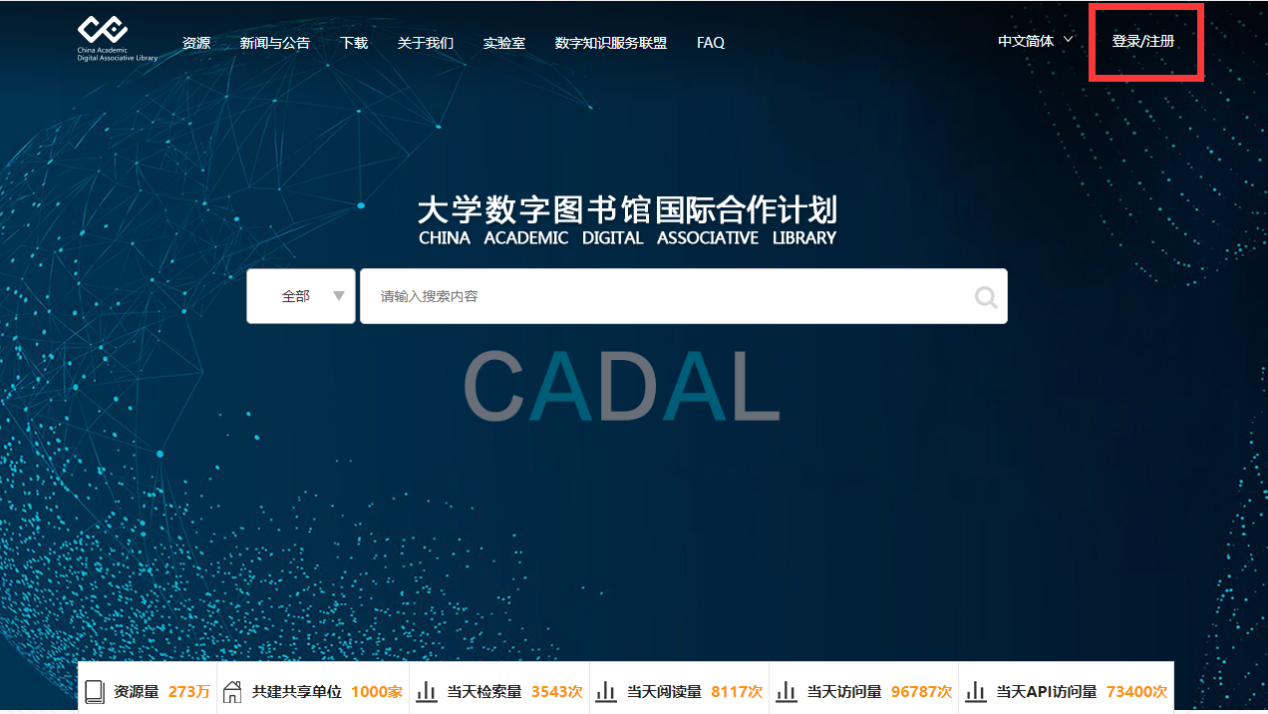 China Academic
Digital Associative Library
资源 新闻与公告 下载 关于我们 实验室 数字知识服务联盟 FAQ 中文简体 登录/注册
大学数字图书馆国际合作计划
CHINA ACADEMIC DIGITAL ASSOCIATIVE LIBRARY
全部 请输入搜索内容
CADAL
资源量 273万 共建共享单位 1000家 当天检索量 3543次 当天阅读量 8117次 当天访问量 96787次 当天API访问量 73400次